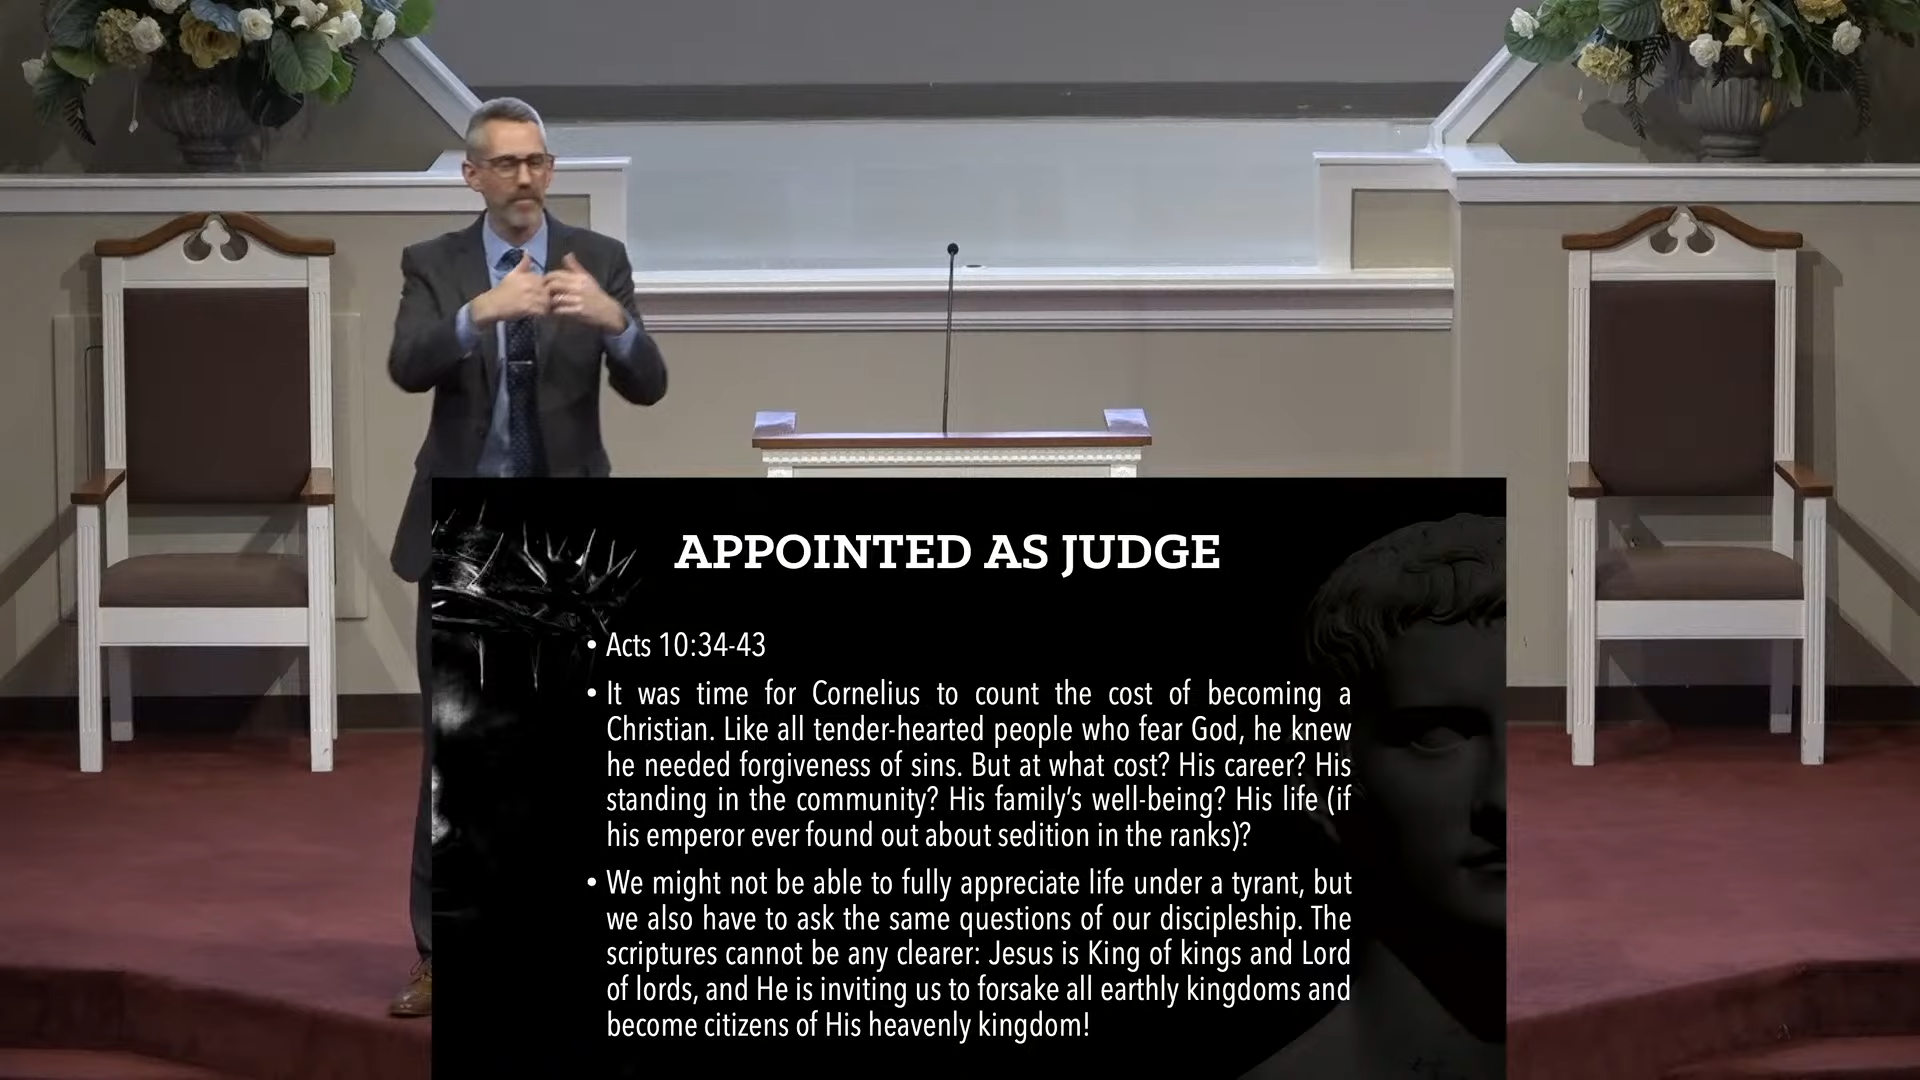 APPOINTED AS JUDGE
• Acts 10:34-43
• It was time for Cornelius to count the cost of becoming a
Christian. Like all tender-hearted people who fear God, he knew
he needed forgiveness of sins. But at what cost? His career? His
standing in the community? His family’s well-being? His life (if
his emperor ever found out about sedition in the ranks)?
• We might not be able to fully appreciate life under a tyrant, but
we also have to ask the same questions of our discipleship. The
scriptures cannot be any clearer: Jesus is King of kings and Lord
of lords, and He is inviting us to forsake all earthly kingdoms and
become citizens of His heavenly kingdom!